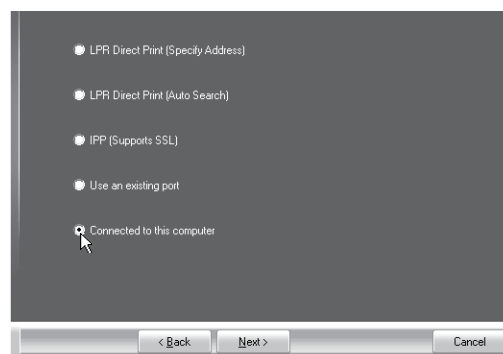 LPR Direct Print (Specify Address)
LPR Direct Print (Auto Search)
IPP (Supports SSL)
Use an existing port
Connected to this computer
< Back Next > Cancel